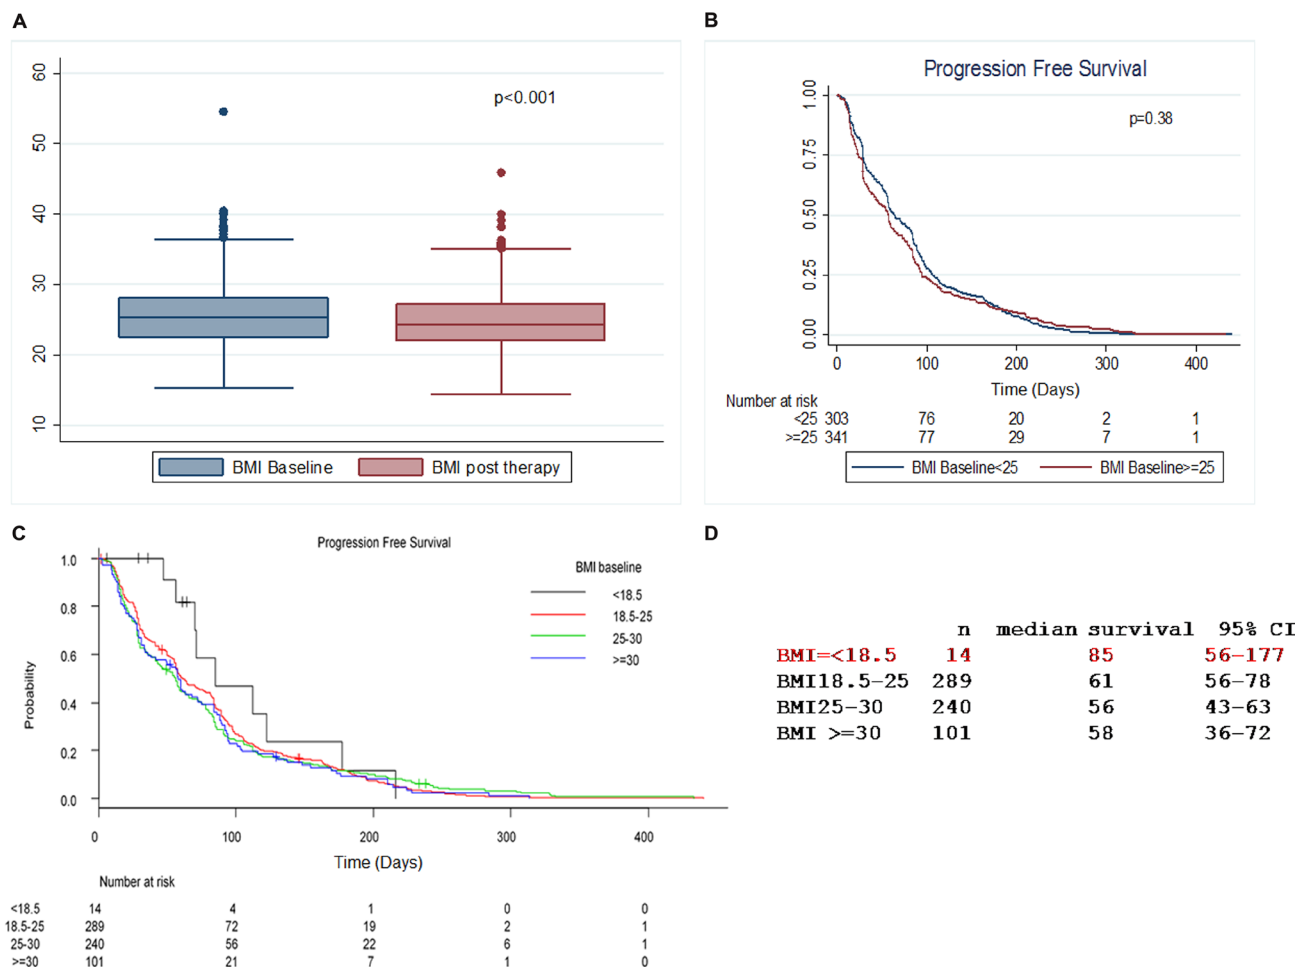 A
60
50
40
30
20
10
p<0.001
BMI Baseline
BMI post therapy
B
Progression Free Survival
p=0.38
1.00
0.75
0.50
0.25
0.00
0 100 200 300 400
Time (Days)
Number at risk
<25 303 76 20 2 1
>=25 341 77 29 7 1
BMI Baseline<25
BMI Baseline>=25
C
Progression Free Survival
BMI baseline
<18.5
18.5-25
25-30
>=30
Probability
1.0
0.8
0.6
0.4
0.2
0.0
0 100 200 300 400
Time (Days)
Number at risk
<18.5 14 4 1 0 0
18.5-25 289 72 19 2 1
25-30 240 56 22 6 1
>=30 101 21 7 1 0
D
n median survival 95% CI
BMI=<18.5 14 85 56-177
BMI18.5-25 289 61 56-78
BMI25-30 240 56 43-63
BMI >=30 101 58 36-72